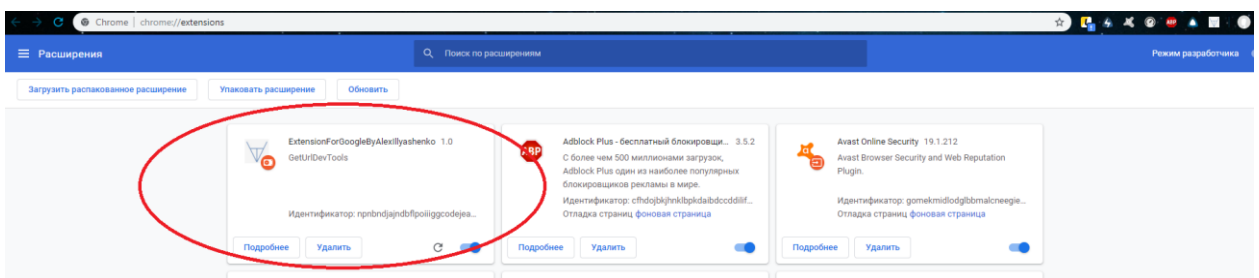 Chrome | chrome://extensions
ABP
Расширения
Поиск по расширениям
Режим разработчика
Загрузить распакованное расширение
Упаковать расширение
Обновить
ExtensionForGoogleByAlexIllyashenko 1.0
GetUrlDevTools
Идентификатор: npnbndjajndbflpoiiiggcodejea...
Подробнее
Удалить
ABP
Adblock Plus - бесплатный блокировщи... 3.5.2
С более чем 500 миллионами загрузок,
Adblock Plus один из наиболее популярных
блокировщиков рекламы в мире.
Идентификатор: cfhdojbkjhnklbpkdaibdccddilif...
Отладка страниц фоновая страница
Подробнее
Удалить
Avast Online Security 19.1.212
Avast Browser Security and Web Reputation
Plugin.
Идентификатор: gomekmidlodglbbmalcneegie...
Отладка страниц фоновая страница
Подробнее
Удалить